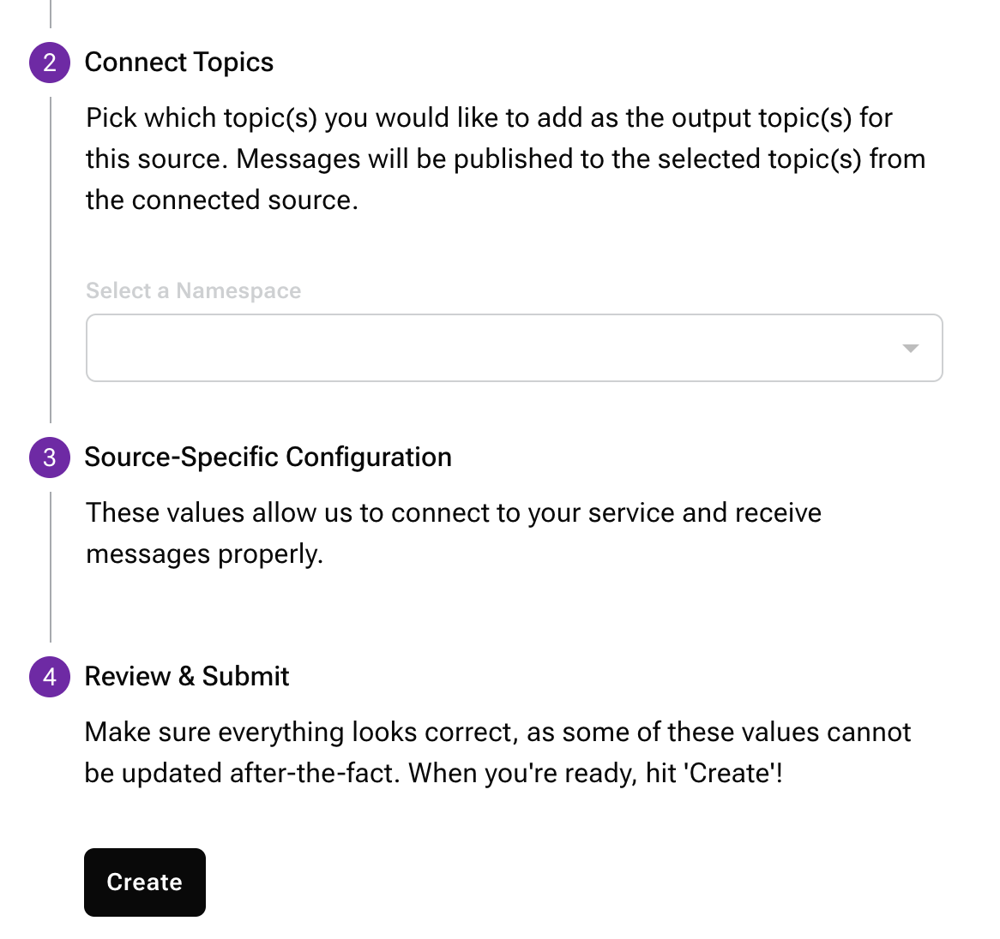 2 Connect Topics
Pick which topic(s) you would like to add as the output topic(s) for
this source. Messages will be published to the selected topic(s) from
the connected source.
Select a Namespace
3 Source-Specific Configuration
These values allow us to connect to your service and receive
messages properly.
4 Review & Submit
Make sure everything looks correct, as some of these values cannot
be updated after-the-fact. When you're ready, hit 'Create'!
Create